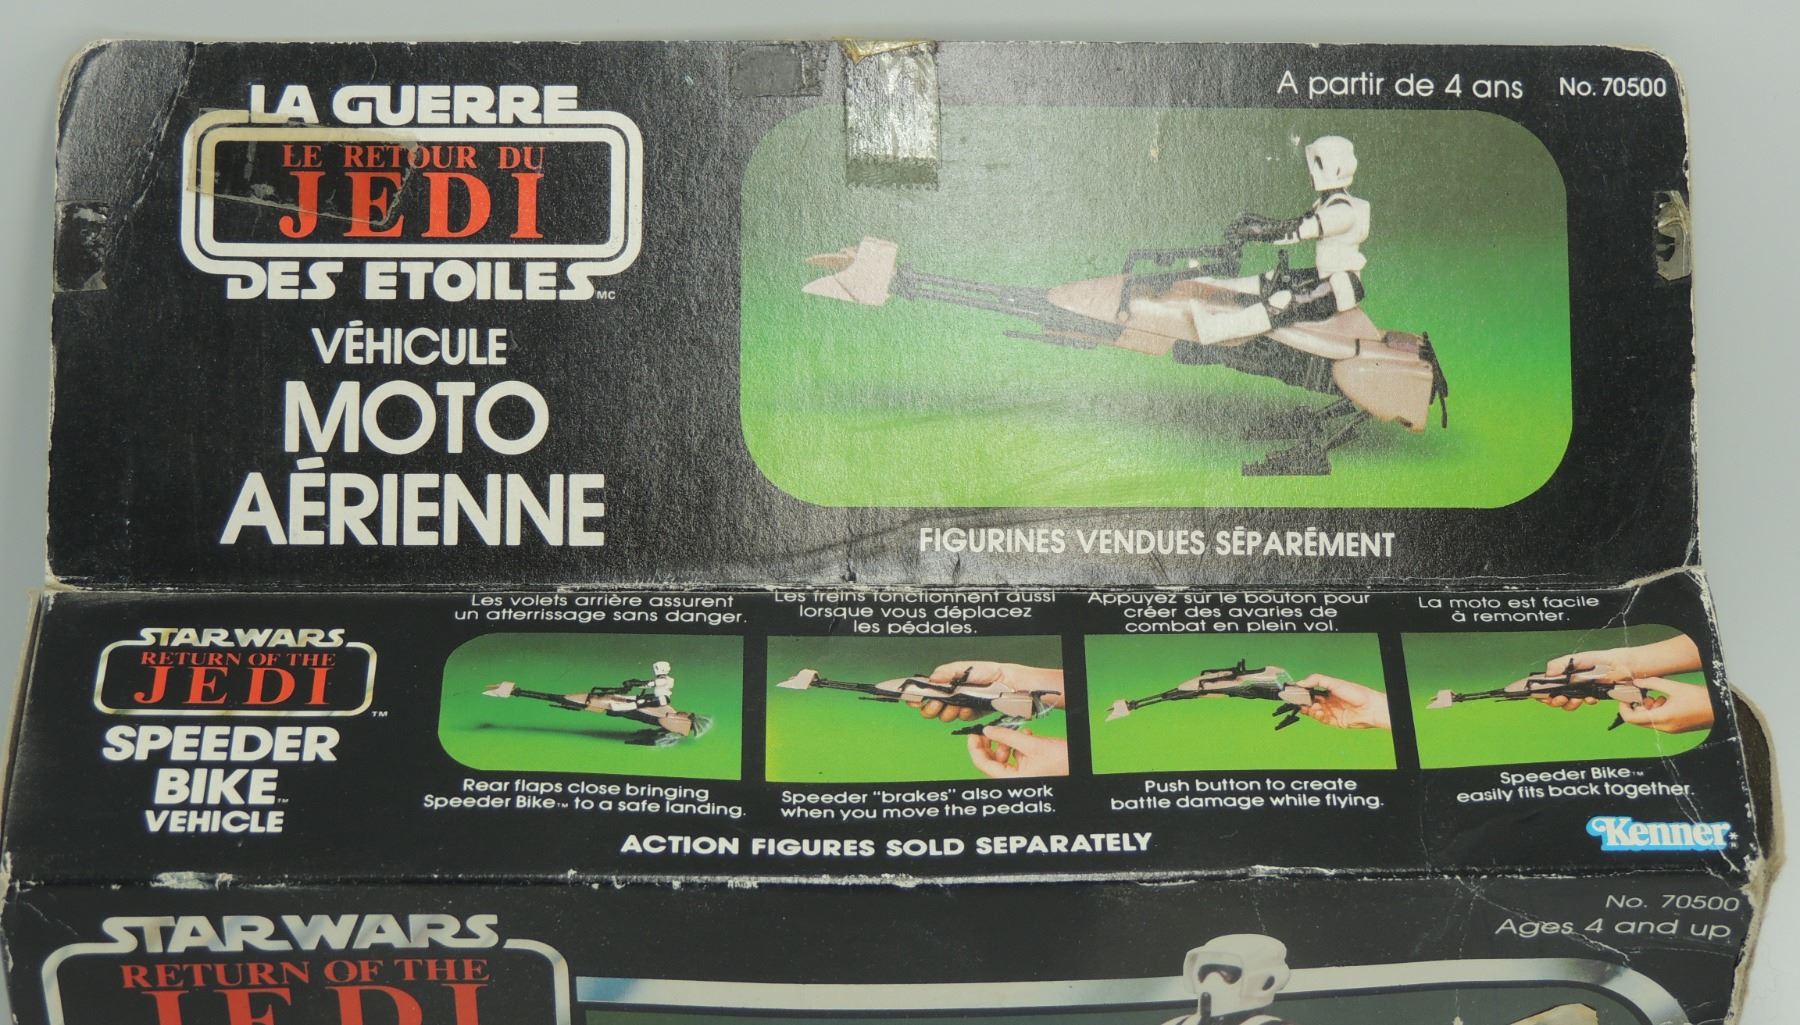 LA GUERRE
LE RETOUR DU
JEDI
DES ETOILES MC
VÉHICULE
MOTO
AÉRIENNE
A partir de 4 ans No. 70500
FIGURINES VENDUES SÉPARÉMENT
Les volets arrière assurent
un atterrissage sans danger.
Les freins fonctionnent aussi
lorsque vous déplacez
les pédales.
Appuyez sur le bouton pour
créer des avaries de
combat en plein vol.
La moto est facile
à remonter.
STAR WARS
RETURN OF THE
JEDI
TM
SPEEDER
BIKE TM
VEHICLE
Rear flaps close bringing
Speeder Bike TM to a safe landing.
Speeder "brakes" also work
when you move the pedals.
Push button to create
battle damage while flying.
Speeder Bike TM
easily fits back together.
ACTION FIGURES SOLD SEPARATELY
Kenner*
No. 70500
Ages 4 and up
STAR WARS
RETURN OF THE
JEDI